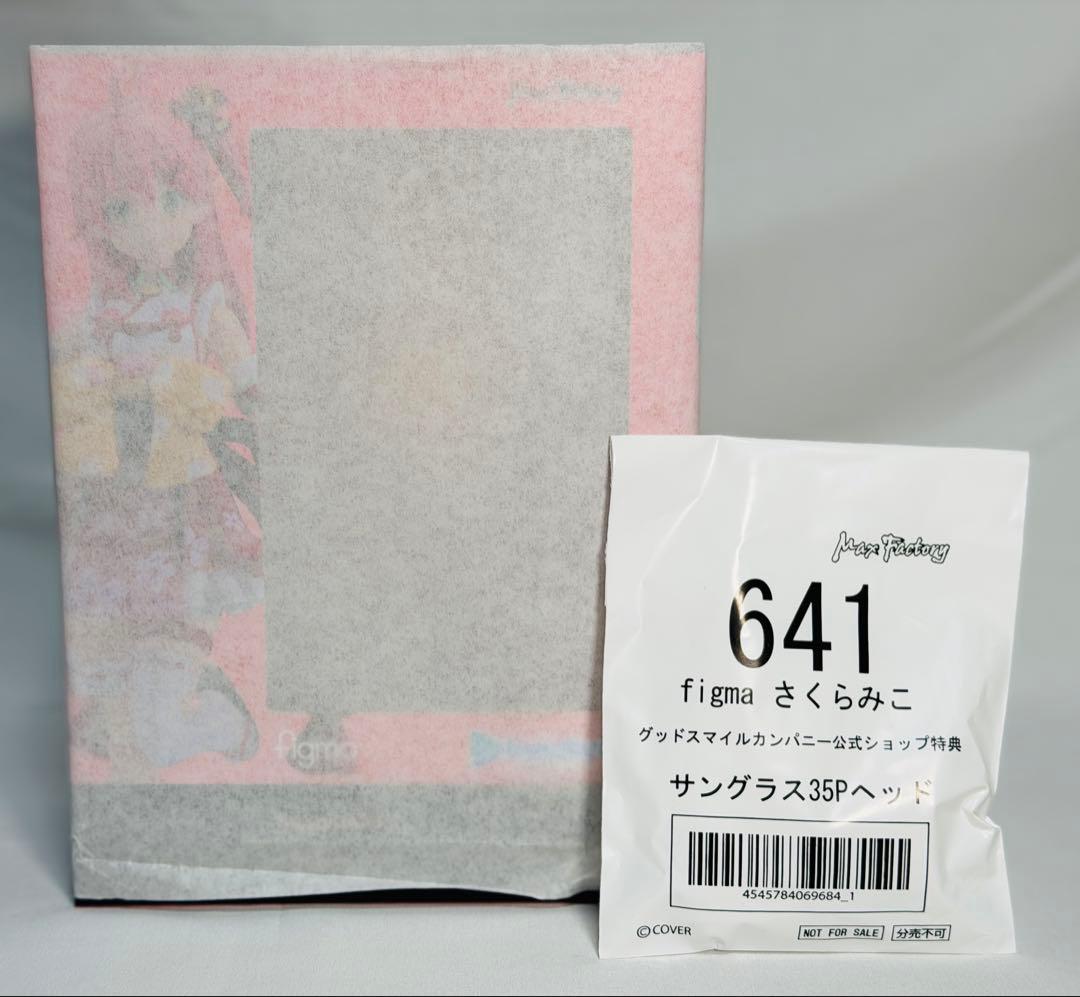 figma
Max Factory
641
figma さくらみこ
グッドスマイルカンパニー公式ショップ特典
サングラス35Pヘッド
4545784069684_1
©COVER
NOT FOR SALE
分売不可